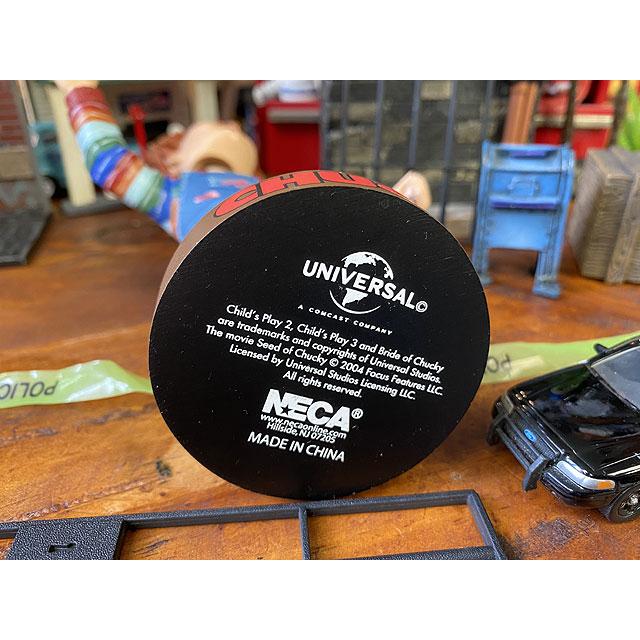 CHU
UNIVERSAL©
A COMCAST COMPANY
Child's Play 2, Child's Play 3 and Bride of Chucky
are trademarks and copyrights of Universal Studios.
The movie Seed of Chucky © 2004 Focus Features LLC.
Licensed by Universal Studios Licensing LLC.
All rights reserved.
NECA®
www.necaonline.com
Hillside, NJ 07205
MADE IN CHINA
POLIC